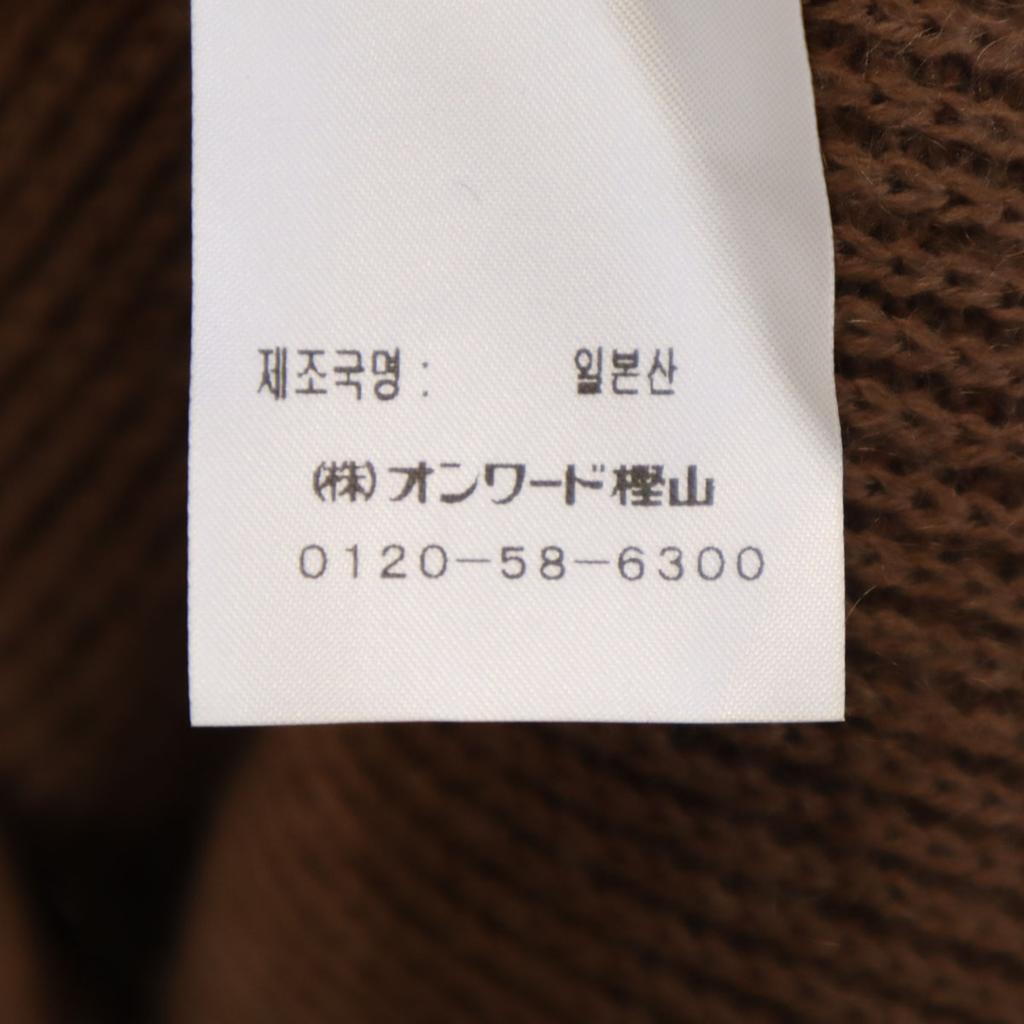 제조국명 : 일본산
(株)オンワード樫山
0120-58-6300